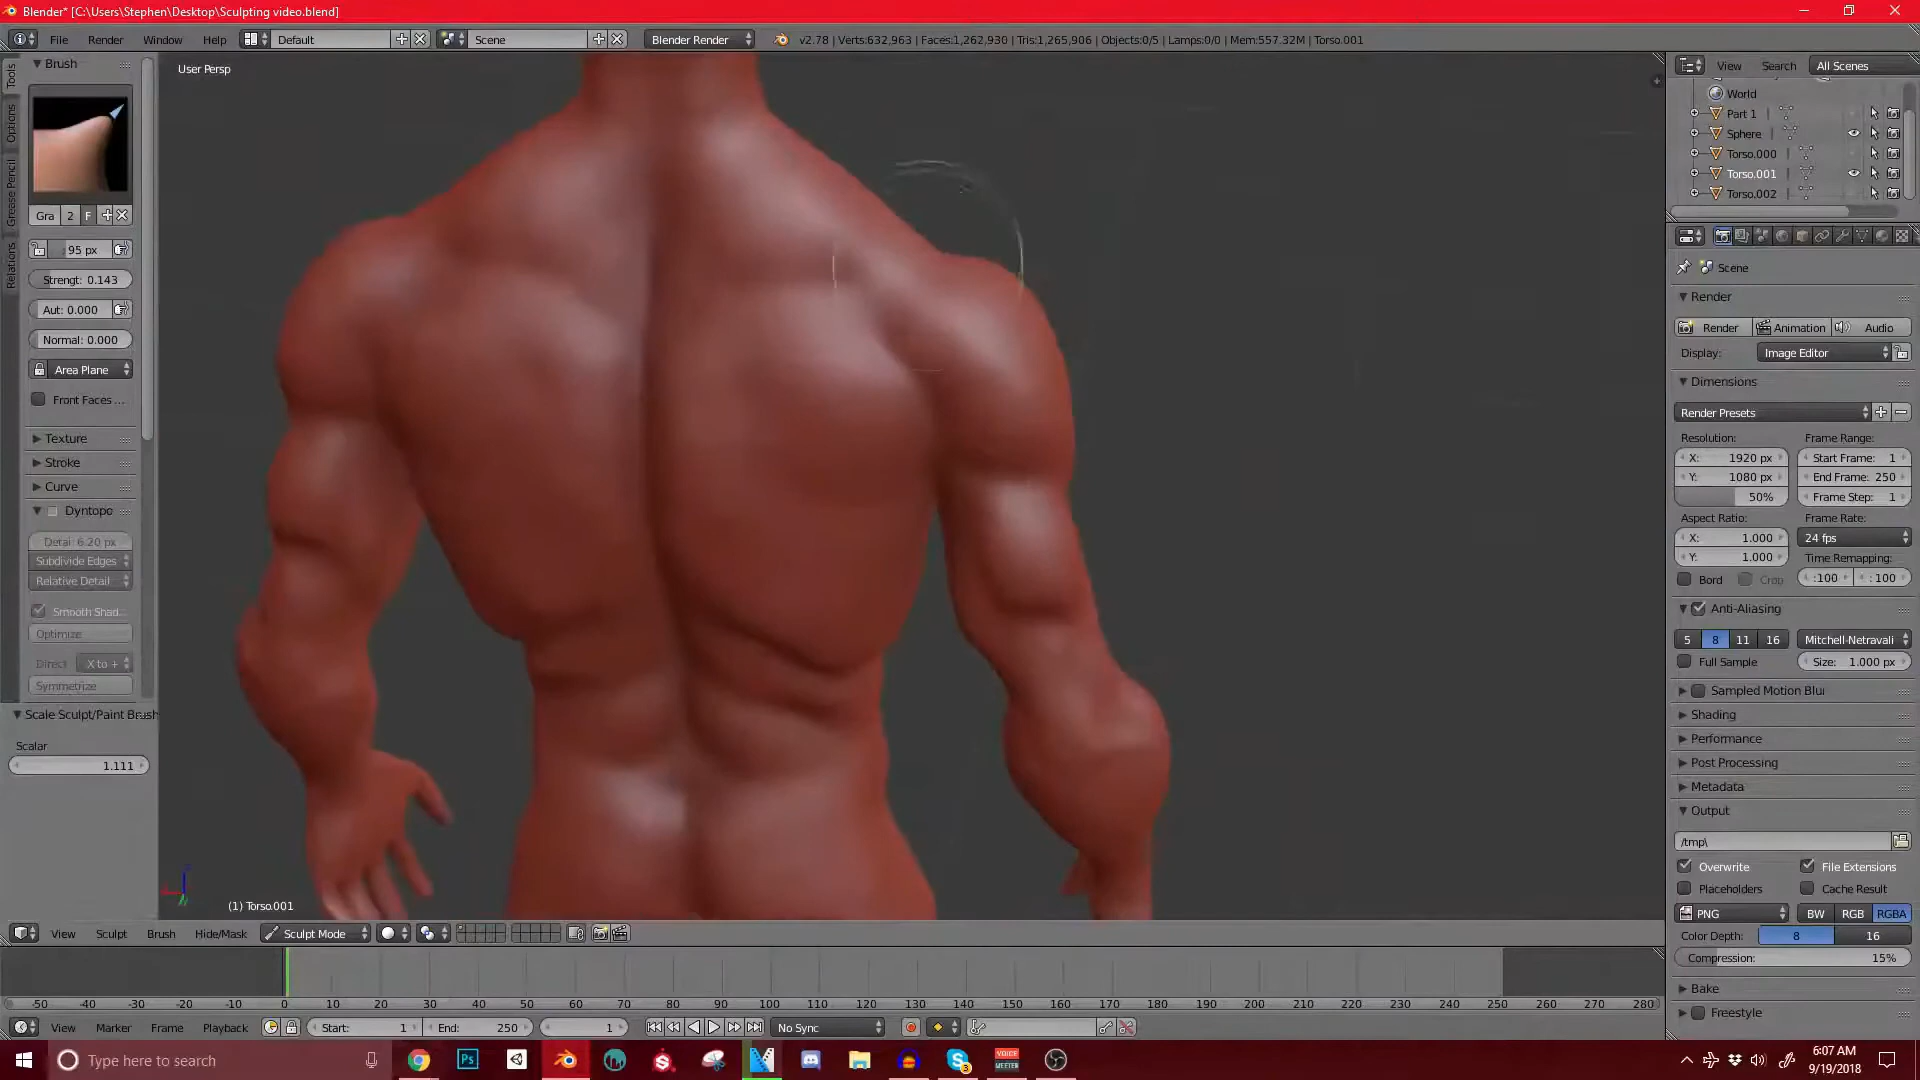 Blender* [C:\Users\Stephen\Desktop\Sculpting video.blend]
File Render Window Help Default Scene Blender Render v2.78 | Verts:632,963 | Faces:1,262,930 | Tris:1,265,906 | Objects:0/5 | Lamps:0/0 | Mem:557.32M | Torso.001
Tools
Options
Grease Pencil
Relations
Brush
Gra 2 F
95 px
Strengt: 0.143
Aut: 0.000
Normal: 0.000
Area Plane
Front Faces ...
Texture
Stroke
Curve
Dyntopo
Detai: 6.20 px
Subdivide Edges
Relative Detail
Smooth Shad...
Optimize
Direct X to +
Symmetrize
Scale Sculpt/Paint Brush
Scalar
1.111
User Persp
(1) Torso.001
View Search All Scenes
World
Part 1
Sphere
Torso.000
Torso.001
Torso.002
Scene
Render
Render Animation Audio
Display: Image Editor
Dimensions
Render Presets
Resolution: Frame Range:
X: 1920 px Start Frame: 1
Y: 1080 px End Frame: 250
50% Frame Step: 1
Aspect Ratio: Frame Rate:
X: 1.000 24 fps
Y: 1.000 Time Remapping:
Bord Crop :100 : 100
Anti-Aliasing
5 8 11 16 Mitchell-Netravali
Full Sample Size: 1.000 px
Sampled Motion Blur
Shading
Performance
Post Processing
Metadata
Output
/tmp\
Overwrite File Extensions
Placeholders Cache Result
PNG BW RGB RGBA
Color Depth: 8 16
Compression: 15%
Bake
Freestyle
View Sculpt Brush Hide/Mask Sculpt Mode
-50 -40 -30 -20 -10 0 10 20 30 40 50 60 70 80 90 100 110 120 130 140 150 160 170 180 190 200 210 220 230 240 250 260 270 280
View Marker Frame Playback Start: 1 End: 250 1 No Sync
Type here to search
VOICE MEETER
3
6:07 AM
9/19/2018